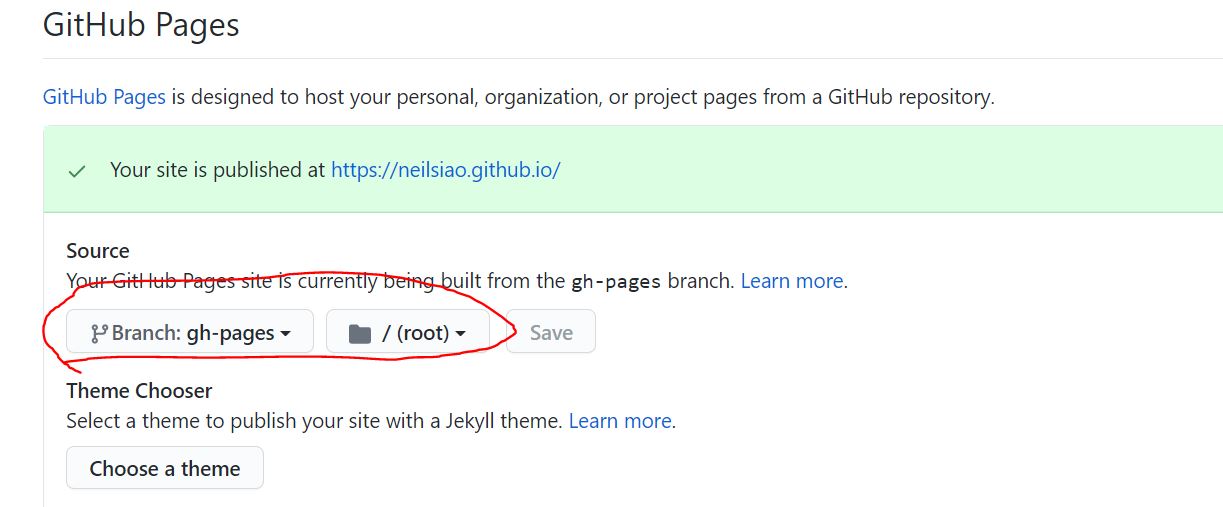 GitHub Pages
GitHub Pages is designed to host your personal, organization, or project pages from a GitHub repository.
Your site is published at https://neilsiao.github.io/
Source
Your GitHub Pages site is currently being built from the gh-pages branch. Learn more.
Branch: gh-pages / (root) Save
Theme Chooser
Select a theme to publish your site with a Jekyll theme. Learn more.
Choose a theme